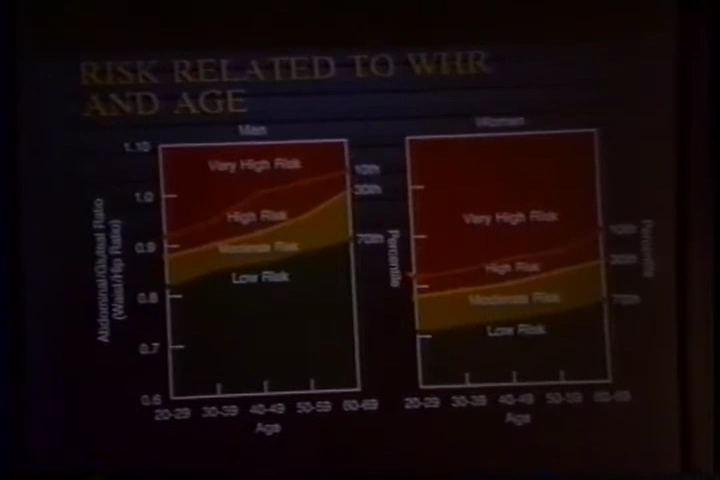 RISK RELATED TO WHR
AND AGE
Men
Women
1.10
1.0
0.9
0.8
0.7
0.6
Abdominal/Gluteal Ratio
(Waist/Hip Ratio)
Very High Risk
High Risk
Moderate Risk
Low Risk
10th
30th
70th
Percentile
20-29 30-39 40-49 50-59 60-69
Age
Very High Risk
High Risk
Moderate Risk
Low Risk
10th
30th
70th
Percentile
20-29 30-39 40-49 50-59 60-69
Age